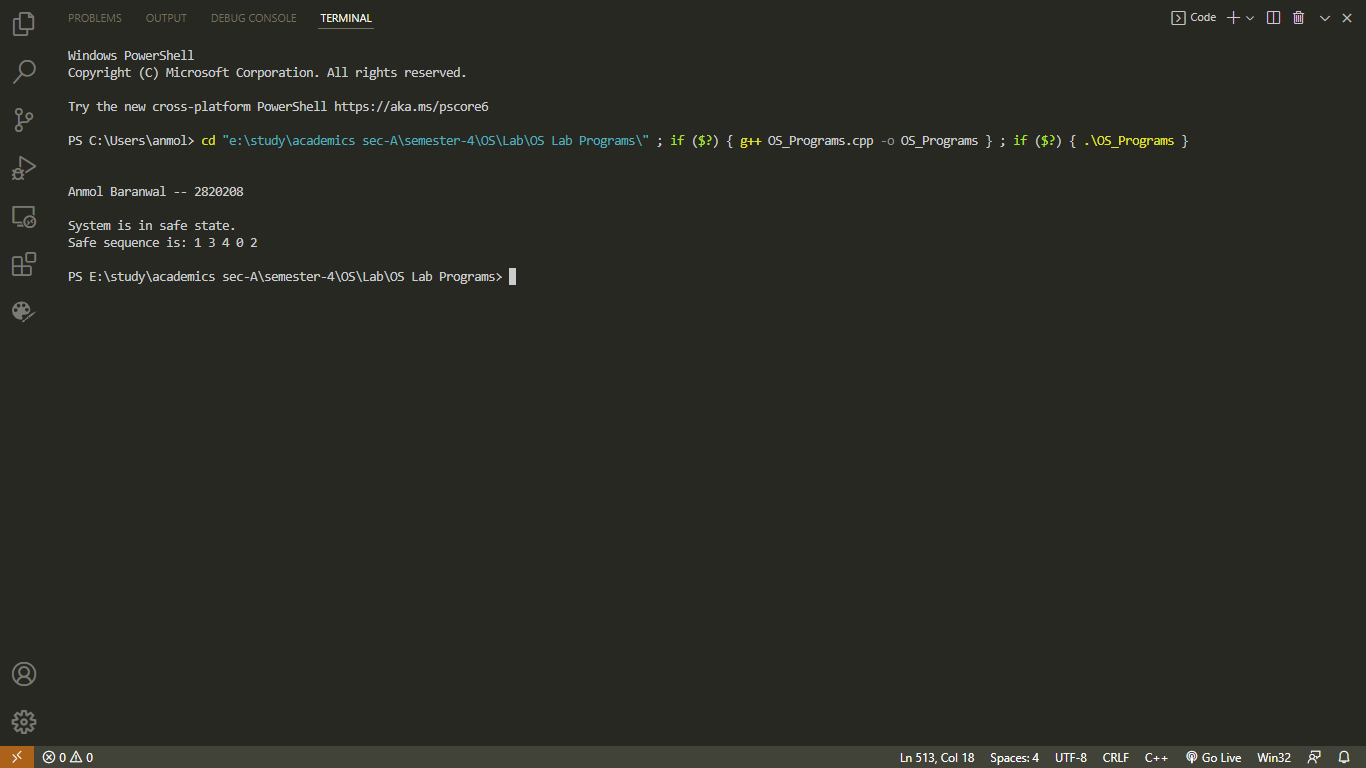 PROBLEMS OUTPUT DEBUG CONSOLE TERMINAL Code
Windows PowerShell
Copyright (C) Microsoft Corporation. All rights reserved.
Try the new cross-platform PowerShell https://aka.ms/pscore6
PS C:\Users\anmol> cd "e:\study\academics sec-A\semester-4\OS\Lab\OS Lab Programs\" ; if ($?) { g++ OS_Programs.cpp -o OS_Programs } ; if ($?) { .\OS_Programs }
Anmol Baranwal -- 2820208
System is in safe state.
Safe sequence is: 1 3 4 0 2
PS E:\study\academics sec-A\semester-4\OS\Lab\OS Lab Programs>
0 0 Ln 513, Col 18 Spaces: 4 UTF-8 CRLF C++ Go Live Win32